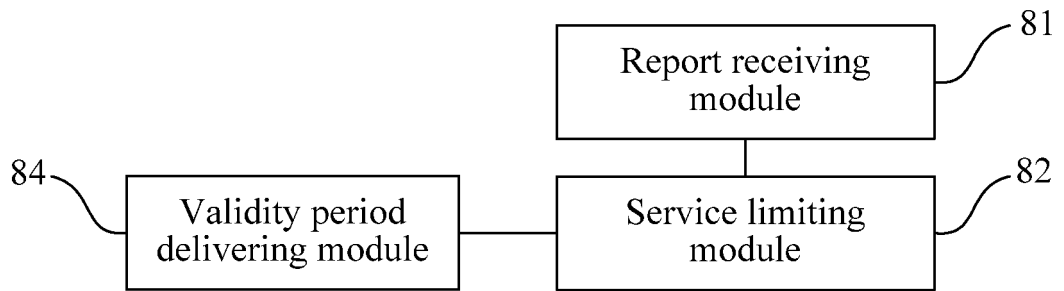 81
Report receiving
module
84
82
Validity period
delivering module
Service limiting
module